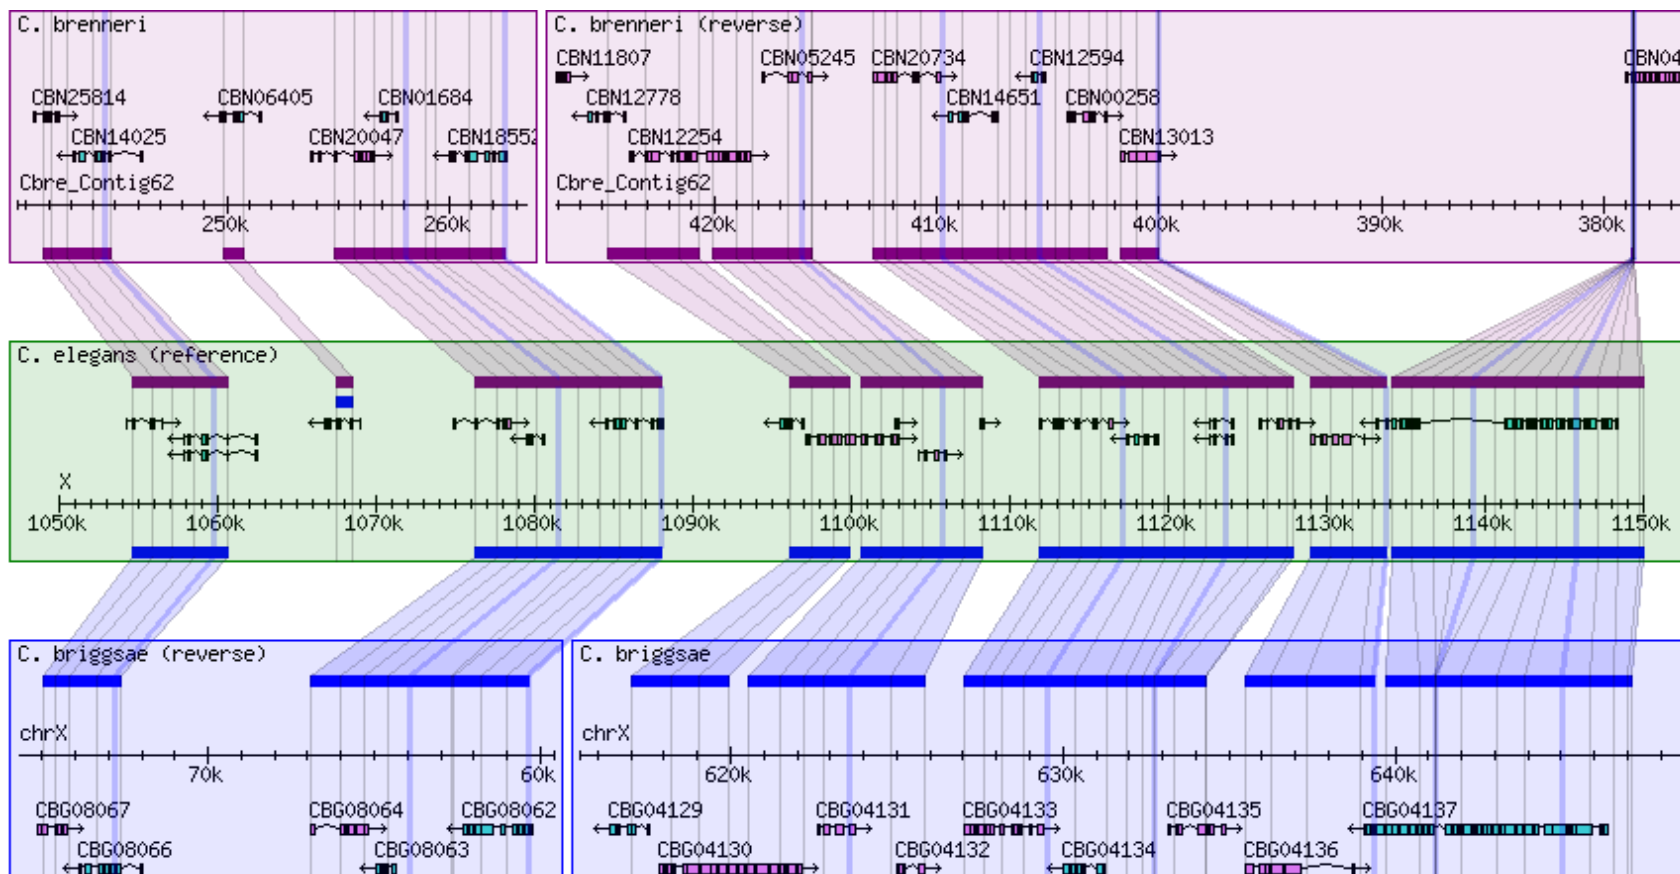 C. brenneri
CBN25814
CBN06405
CBN01684
CBN14025
CBN20047
CBN18552
Cbre_Contig62
250k 260k
C. brenneri (reverse)
CBN11807 CBN05245 CBN20734 CBN12594 CBN04
CBN12778 CBN14651 CBN00258
CBN12254 CBN13013
Cbre_Contig62
420k 410k 400k 390k 380k
C. elegans (reference)
X
1050k 1060k 1070k 1080k 1090k 1100k 1110k 1120k 1130k 1140k 1150k
C. briggsae (reverse)
chrX
70k 60k
CBG08067 CBG08064 CBG08062
CBG08066 CBG08063
C. briggsae
chrX
620k 630k 640k
CBG04129 CBG04131 CBG04133 CBG04135 CBG04137
CBG04130 CBG04132 CBG04134 CBG04136